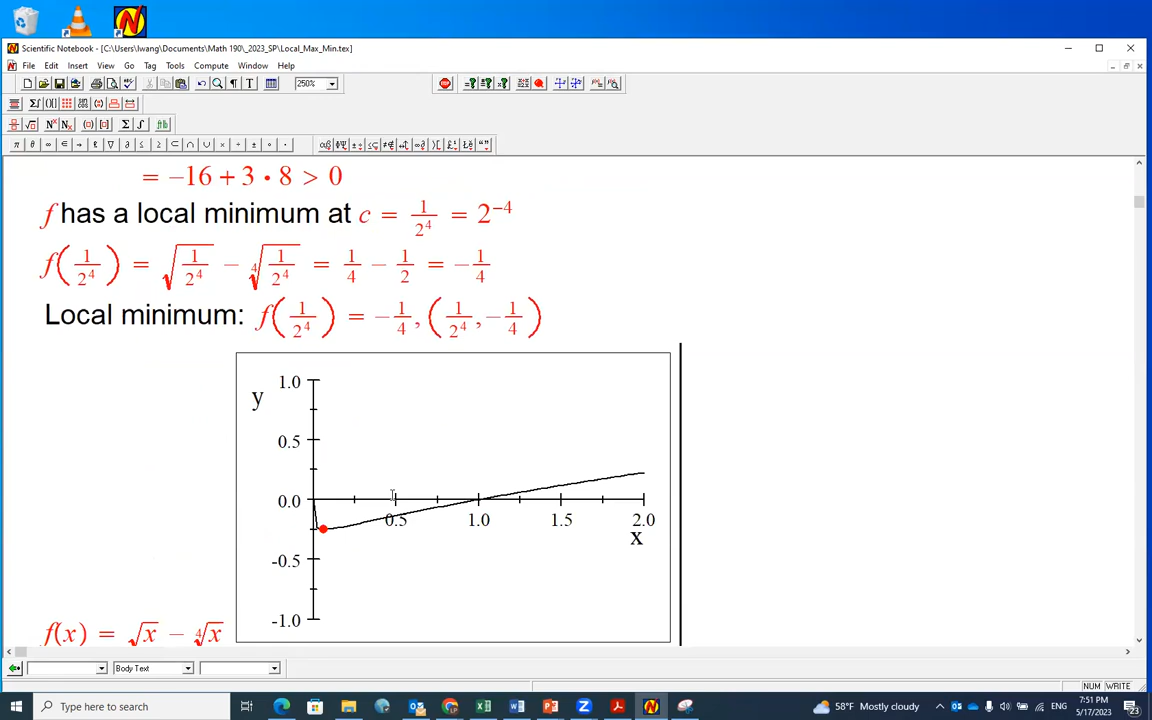 Scientific Notebook - [C:\Users\lwang\Documents\Math 190\_2023_SP\Local_Max_Min.tex]
File Edit Insert View Go Tag Tools Compute Window Help
250%
= −16 + 3 • 8 > 0
f has a local minimum at c = 1/2⁴ = 2⁻⁴
f(1/2⁴) = √(1/2⁴) − ∜(1/2⁴) = 1/4 − 1/2 = −1/4
Local minimum: f(1/2⁴) = −1/4, (1/2⁴, −1/4)
y
1.0
0.5
0.0
-0.5
-1.0
0.5 1.0 1.5 2.0
x
f(x) = √x − ∜x
Body Text
NUM WRITE
Type here to search
58°F Mostly cloudy
ENG
7:51 PM
5/17/2023
23